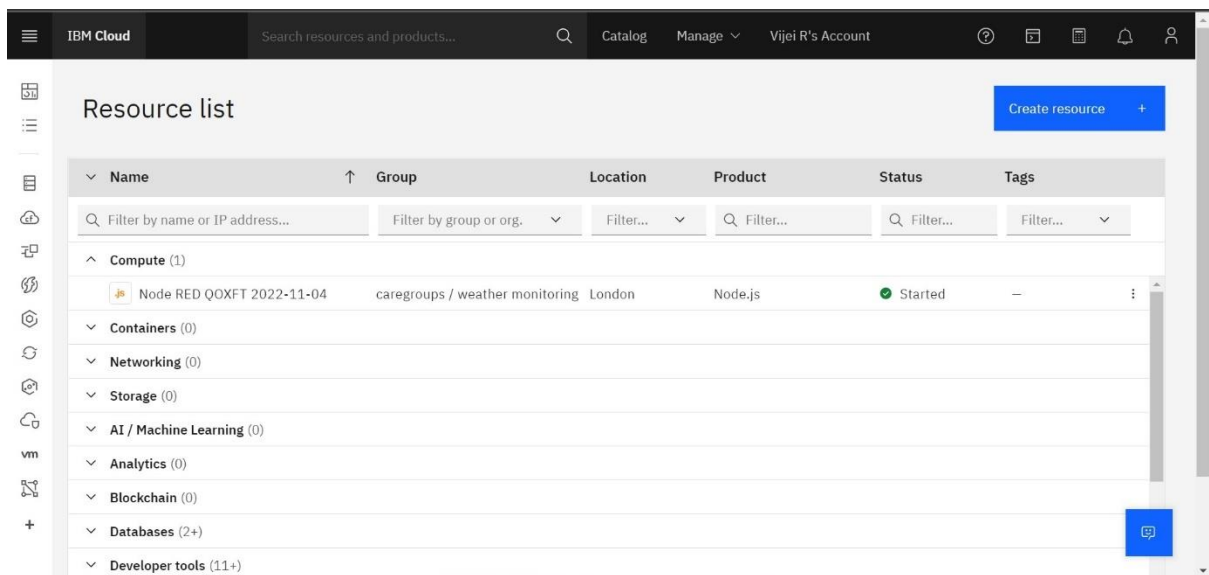 IBM Cloud Search resources and products... Catalog Manage Vijei R's Account
Resource list
Create resource +
Name Group Location Product Status Tags
Filter by name or IP address... Filter by group or org. Filter... Filter... Filter... Filter...
Compute (1)
js Node RED QOXFT 2022-11-04 caregroups / weather monitoring London Node.js Started –
Containers (0)
Networking (0)
Storage (0)
AI / Machine Learning (0)
vm
Analytics (0)
Blockchain (0)
Databases (2+)
Developer tools (11+)